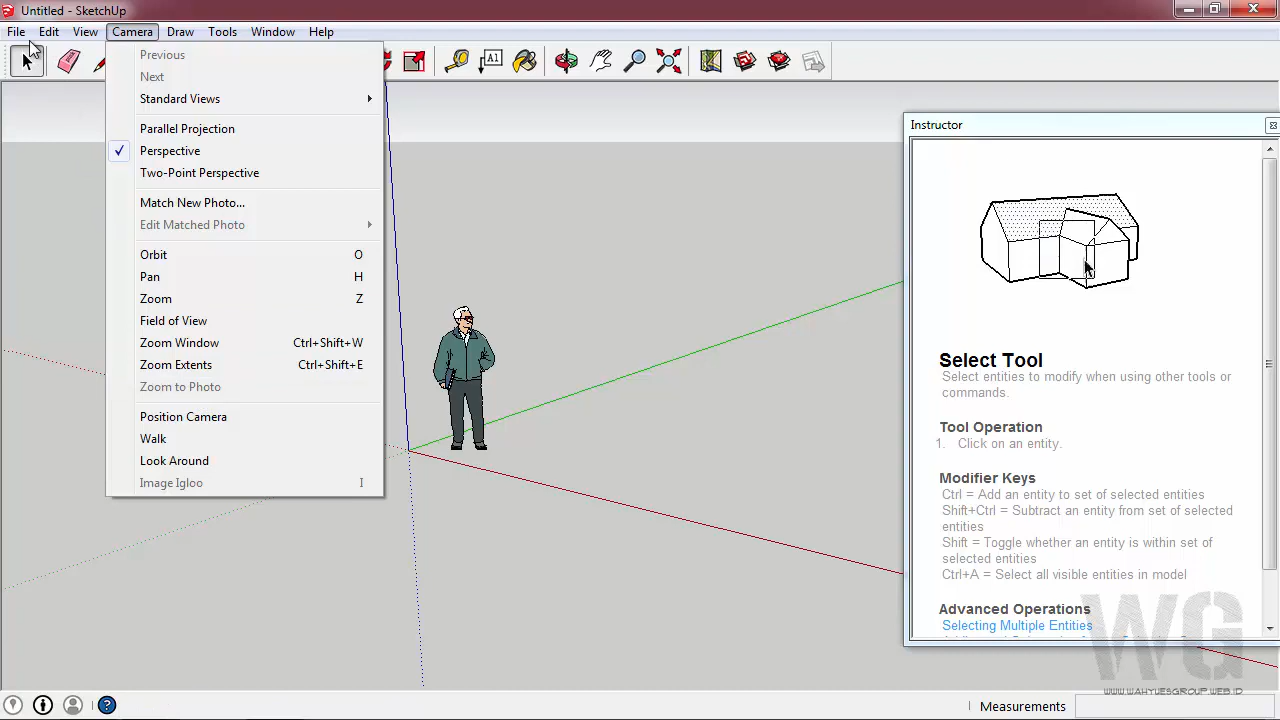 Untitled - SketchUp
File Edit View Camera Draw Tools Window Help
A1
Previous
Next
Standard Views
Parallel Projection
Perspective
Two-Point Perspective
Match New Photo...
Edit Matched Photo
Orbit O
Pan H
Zoom Z
Field of View
Zoom Window Ctrl+Shift+W
Zoom Extents Ctrl+Shift+E
Zoom to Photo
Position Camera
Walk
Look Around
Image Igloo I
Instructor
Select Tool
Select entities to modify when using other tools or
commands.
Tool Operation
1. Click on an entity.
Modifier Keys
Ctrl = Add an entity to set of selected entities
Shift+Ctrl = Subtract an entity from set of selected
entities
Shift = Toggle whether an entity is within set of
selected entities
Ctrl+A = Select all visible entities in model
Advanced Operations
Selecting Multiple Entities
WG
WWW.WAHYUESGROUP.WEB.ID
Measurements